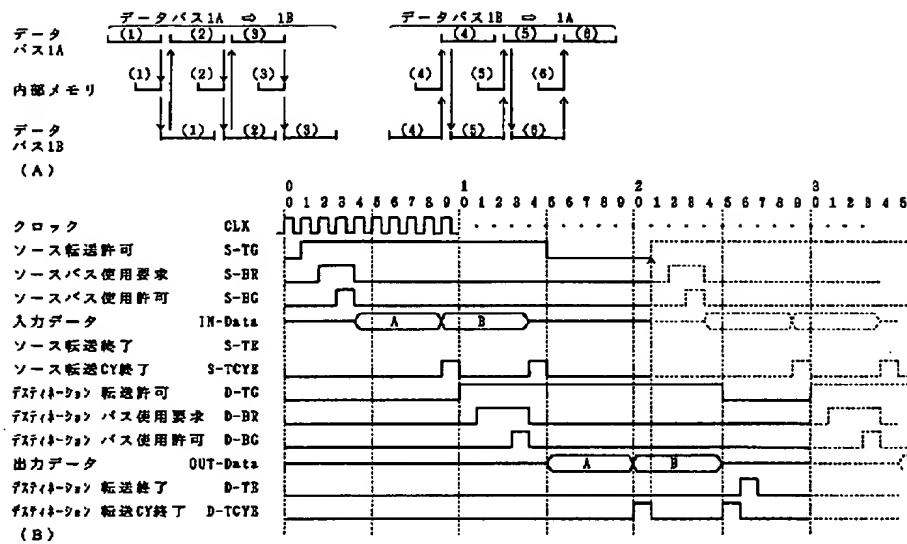 データバス1A ⇨ 1B データバス1B ⇨ 1A
データバス1A (1) (2) (3) (4) (5) (6)
内部メモリ (1) (2) (3) (4) (5) (6)
データバス1B (1) (2) (3) (4) (5) (6)
(A)
0 1 2 3
0 1 2 3 4 5 6 7 8 9 0 1 2 3 4 5 6 7 8 9 0 1 2 3 4 5 6 7 8 9 0 1 2 3 4 5
クロック CLK
ソース転送許可 S-TG
ソースバス使用要求 S-BR
ソースバス使用許可 S-BG
入力データ IN-Data A B
ソース転送終了 S-TE
ソース転送CY終了 S-TCYE
デスティネーション 転送許可 D-TG
デスティネーション バス使用要求 D-BR
デスティネーション バス使用許可 D-BG
出力データ OUT-Data A B
デスティネーション 転送終了 D-TE
デスティネーション 転送CY終了 D-TCYE
(B)